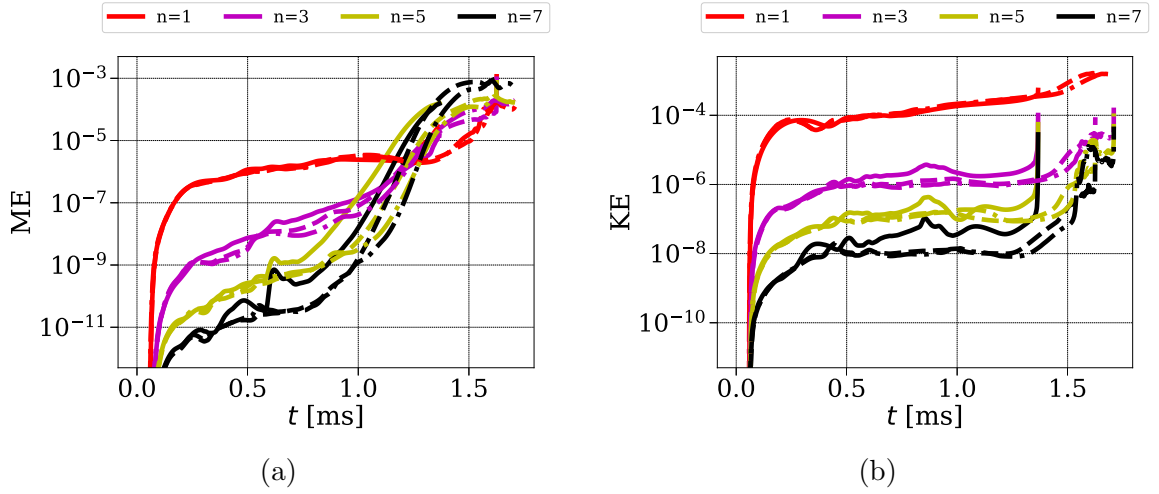 n=1 n=3 n=5 n=7
ME
10⁻³
10⁻⁵
10⁻⁷
10⁻⁹
10⁻¹¹
0.0 0.5 1.0 1.5
t [ms]
(a)
n=1 n=3 n=5 n=7
KE
10⁻⁴
10⁻⁶
10⁻⁸
10⁻¹⁰
0.0 0.5 1.0 1.5
t [ms]
(b)